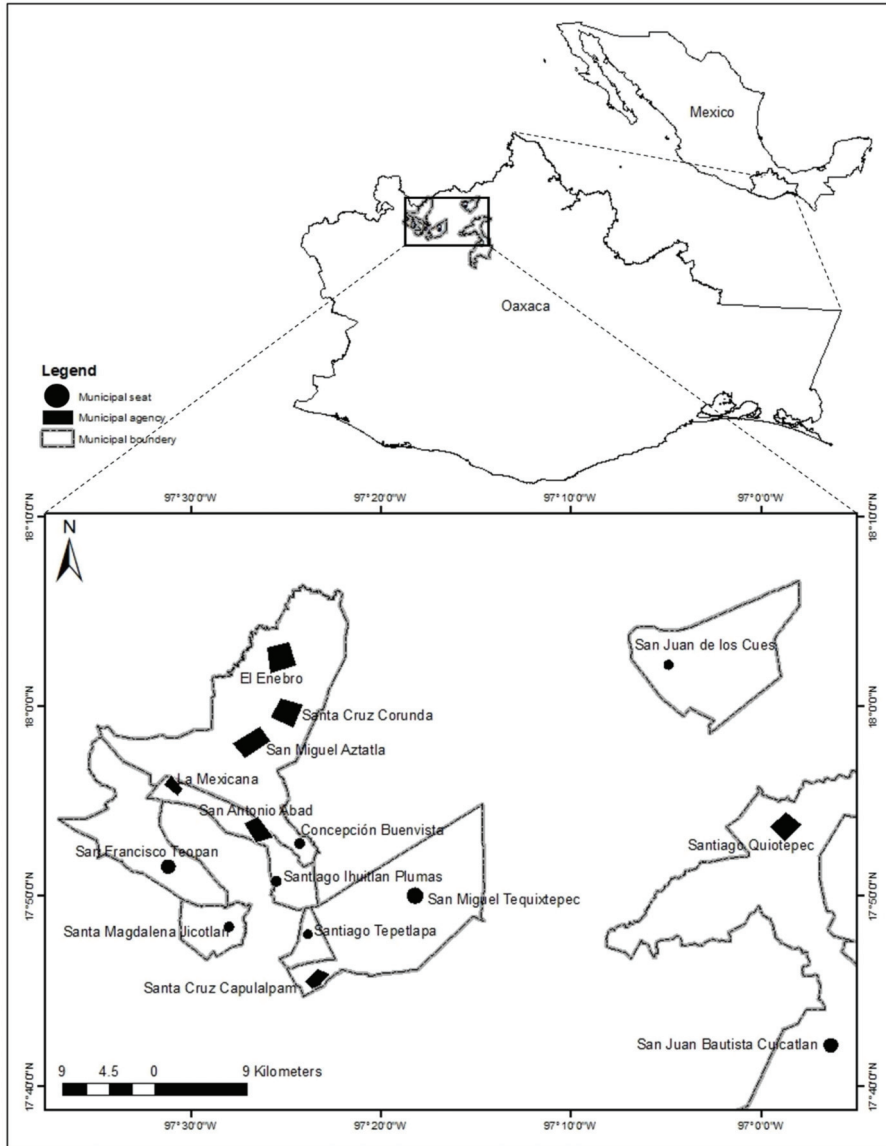 Mexico
Oaxaca
Legend
Municipal seat
Municipal agency
Municipal boundery
97°30'0"W
97°20'0"W
97°10'0"W
97°0'0"W
18°10'0"N
18°10'0"N
N
San Juan de los Cues
El Enebro
18°0'0"N
Santa Cruz Corunda
18°0'0"N
San Miguel Aztatla
La Mexicana
San Antonio Abad
Concepción Buenvista
San Francisco Teopan
Santiago Quiotepec
Santiago Ihuitlan Plumas
17°50'0"N
San Miguel Tequixtepec
17°50'0"N
Santa Magdalena Jicotlan
Santiago Tepetlapa
Santa Cruz Capulalpam
San Juan Bautista Cuicatlan
9 4.5 0 9 Kilometers
17°40'0"N
17°40'0"N
97°30'0"W
97°20'0"W
97°10'0"W
97°0'0"W